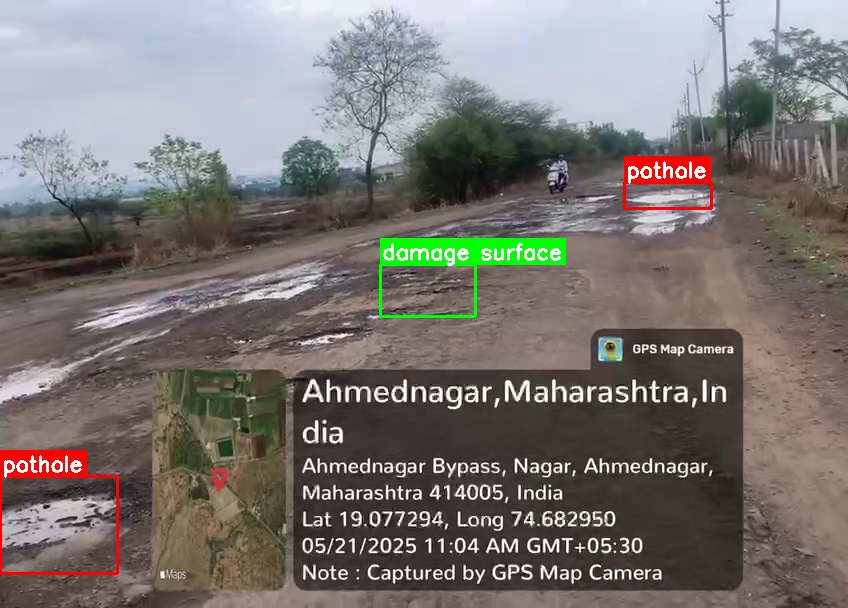 pothole
damage surface
GPS Map Camera
Ahmednagar,Maharashtra,In
dia
Ahmednagar Bypass, Nagar, Ahmednagar,
Maharashtra 414005, India
Lat 19.077294, Long 74.682950
05/21/2025 11:04 AM GMT+05:30
Note : Captured by GPS Map Camera
pothole
Maps